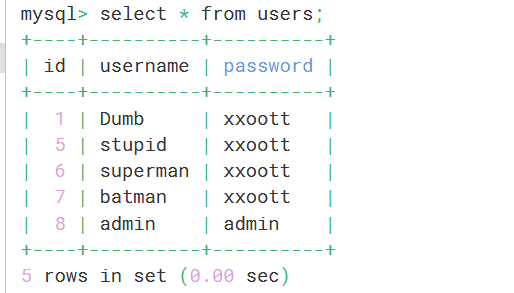 mysql> select * from users;
+----+----------+----------+
| id | username | password |
+----+----------+----------+
|  1 | Dumb     | xxoott   |
|  5 | stupid   | xxoott   |
|  6 | superman | xxoott   |
|  7 | batman   | xxoott   |
|  8 | admin    | admin    |
+----+----------+----------+
5 rows in set (0.00 sec)